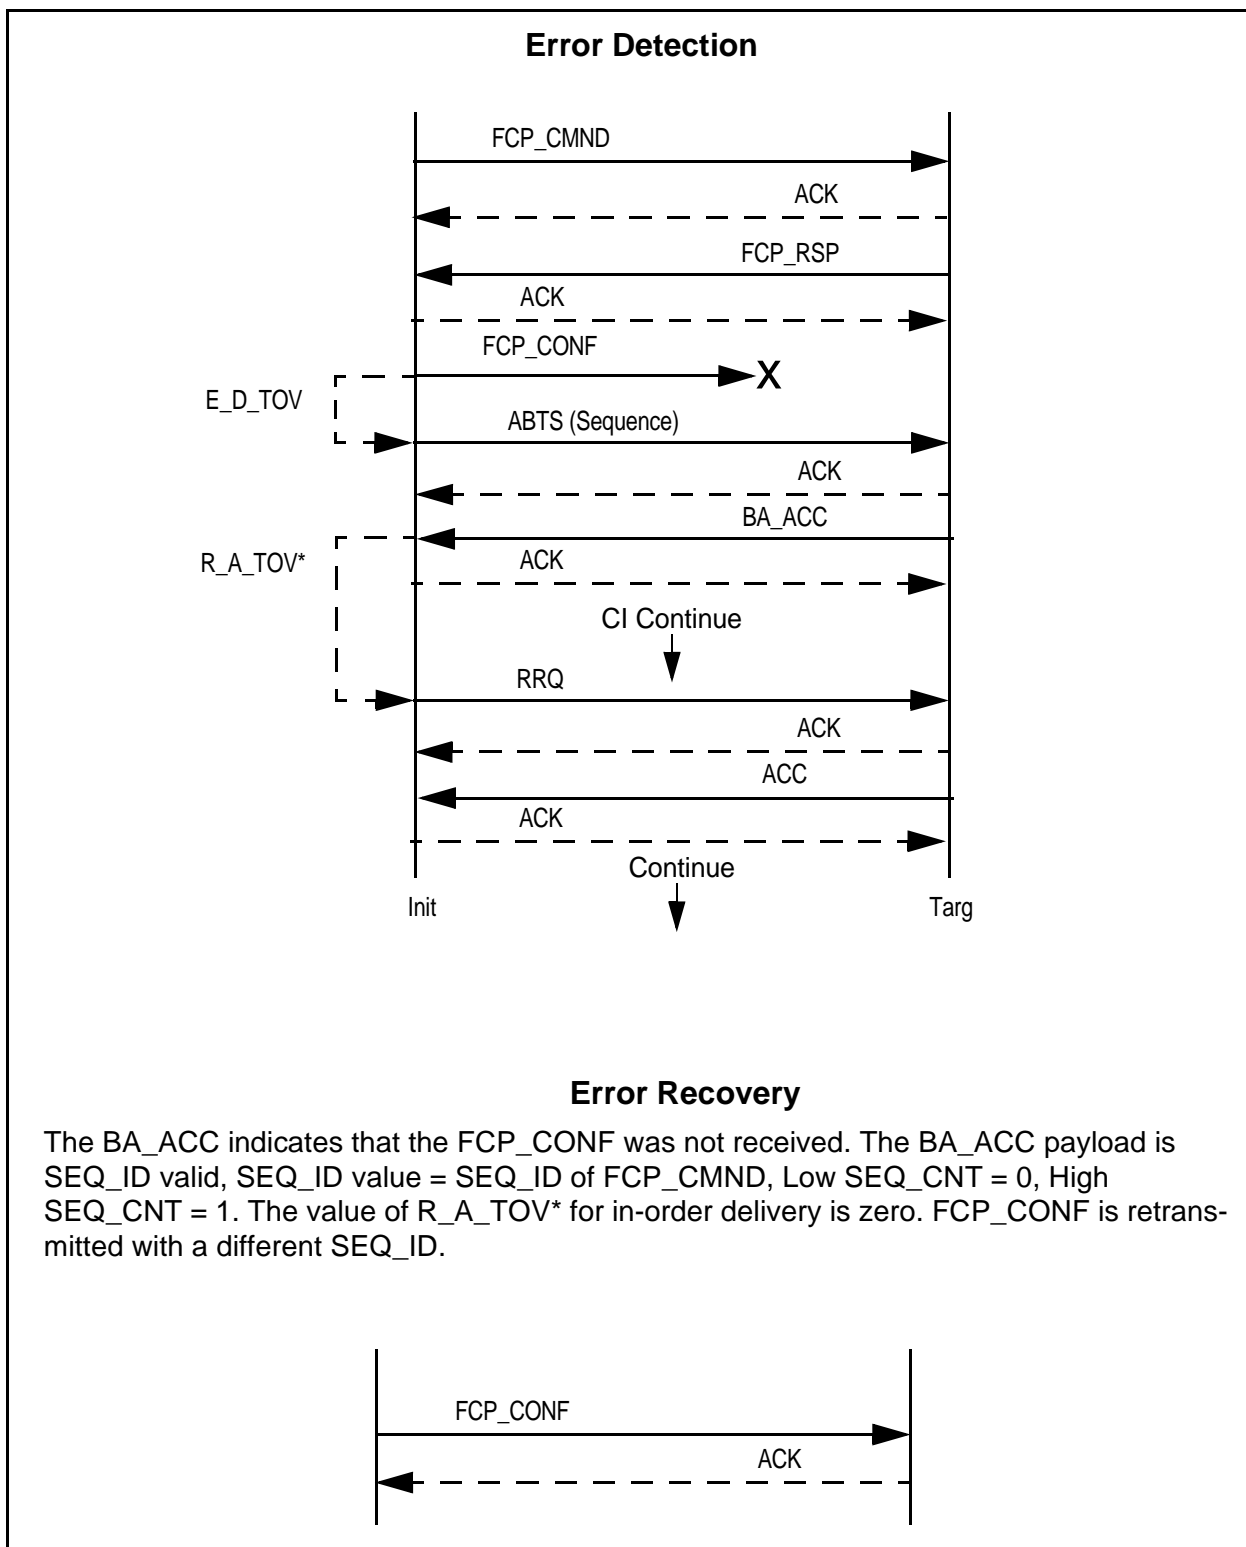 Error Detection
FCP_CMND
ACK
FCP_RSP
ACK
FCP_CONF
X
E_D_TOV
ABTS (Sequence)
ACK
BA_ACC
R_A_TOV*
ACK
CI Continue
RRQ
ACK
ACC
ACK
Continue
Init
Targ
Error Recovery
The BA_ACC indicates that the FCP_CONF was not received. The BA_ACC payload is
SEQ_ID valid, SEQ_ID value = SEQ_ID of FCP_CMND, Low SEQ_CNT = 0, High
SEQ_CNT = 1. The value of R_A_TOV* for in-order delivery is zero. FCP_CONF is retrans-
mitted with a different SEQ_ID.
FCP_CONF
ACK